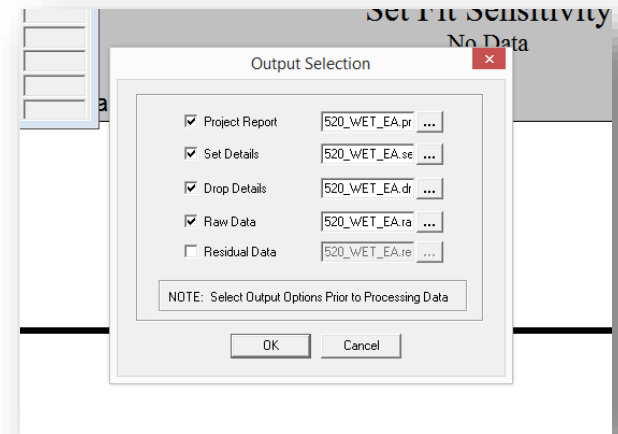 Set Fit Sensitivity
No Data
Output Selection
Project Report 520_WET_EA.pr ...
Set Details 520_WET_EA.se ...
Drop Details 520_WET_EA.dr ...
Raw Data 520_WET_EA.ra ...
Residual Data 520_WET_EA.re ...
NOTE: Select Output Options Prior to Processing Data
OK Cancel